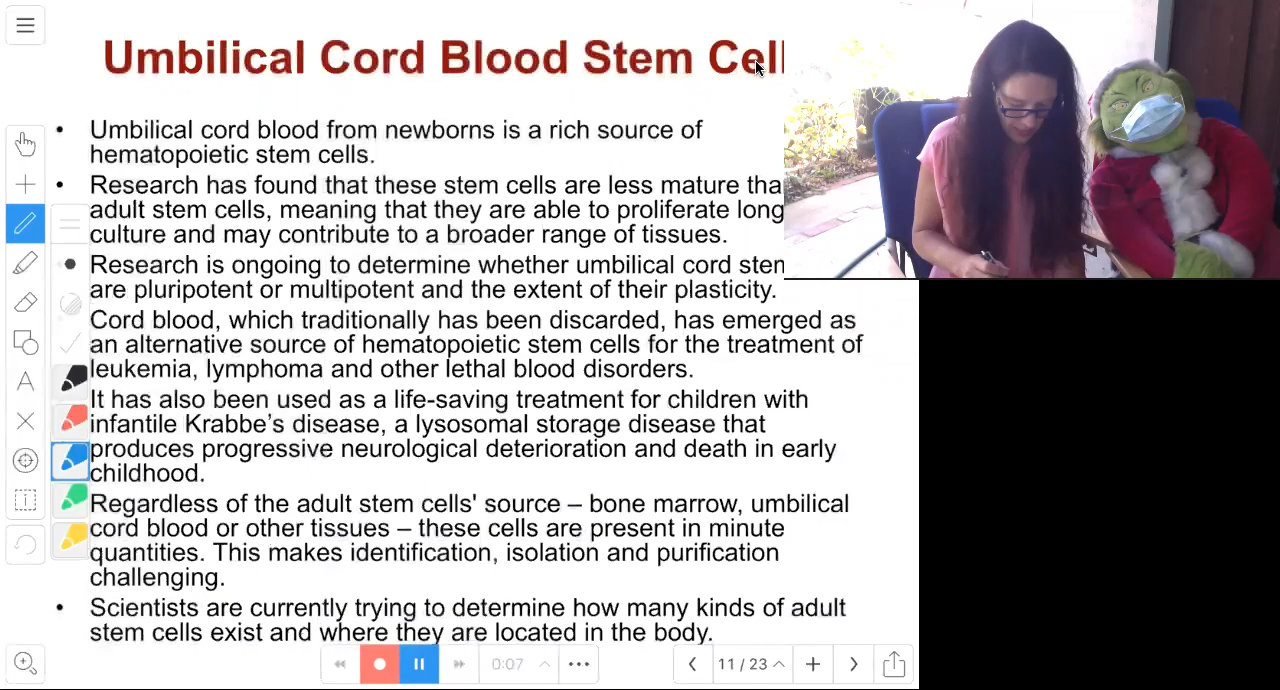 Umbilical Cord Blood Stem Cell
• Umbilical cord blood from newborns is a rich source of
hematopoietic stem cells.
• Research has found that these stem cells are less mature tha
adult stem cells, meaning that they are able to proliferate long
culture and may contribute to a broader range of tissues.
Research is ongoing to determine whether umbilical cord sten
are pluripotent or multipotent and the extent of their plasticity.
Cord blood, which traditionally has been discarded, has emerged as
an alternative source of hematopoietic stem cells for the treatment of
leukemia, lymphoma and other lethal blood disorders.
It has also been used as a life-saving treatment for children with
infantile Krabbe’s disease, a lysosomal storage disease that
produces progressive neurological deterioration and death in early
childhood.
Regardless of the adult stem cells' source – bone marrow, umbilical
cord blood or other tissues – these cells are present in minute
quantities. This makes identification, isolation and purification
challenging.
• Scientists are currently trying to determine how many kinds of adult
stem cells exist and where they are located in the body.
0:07
11 / 23